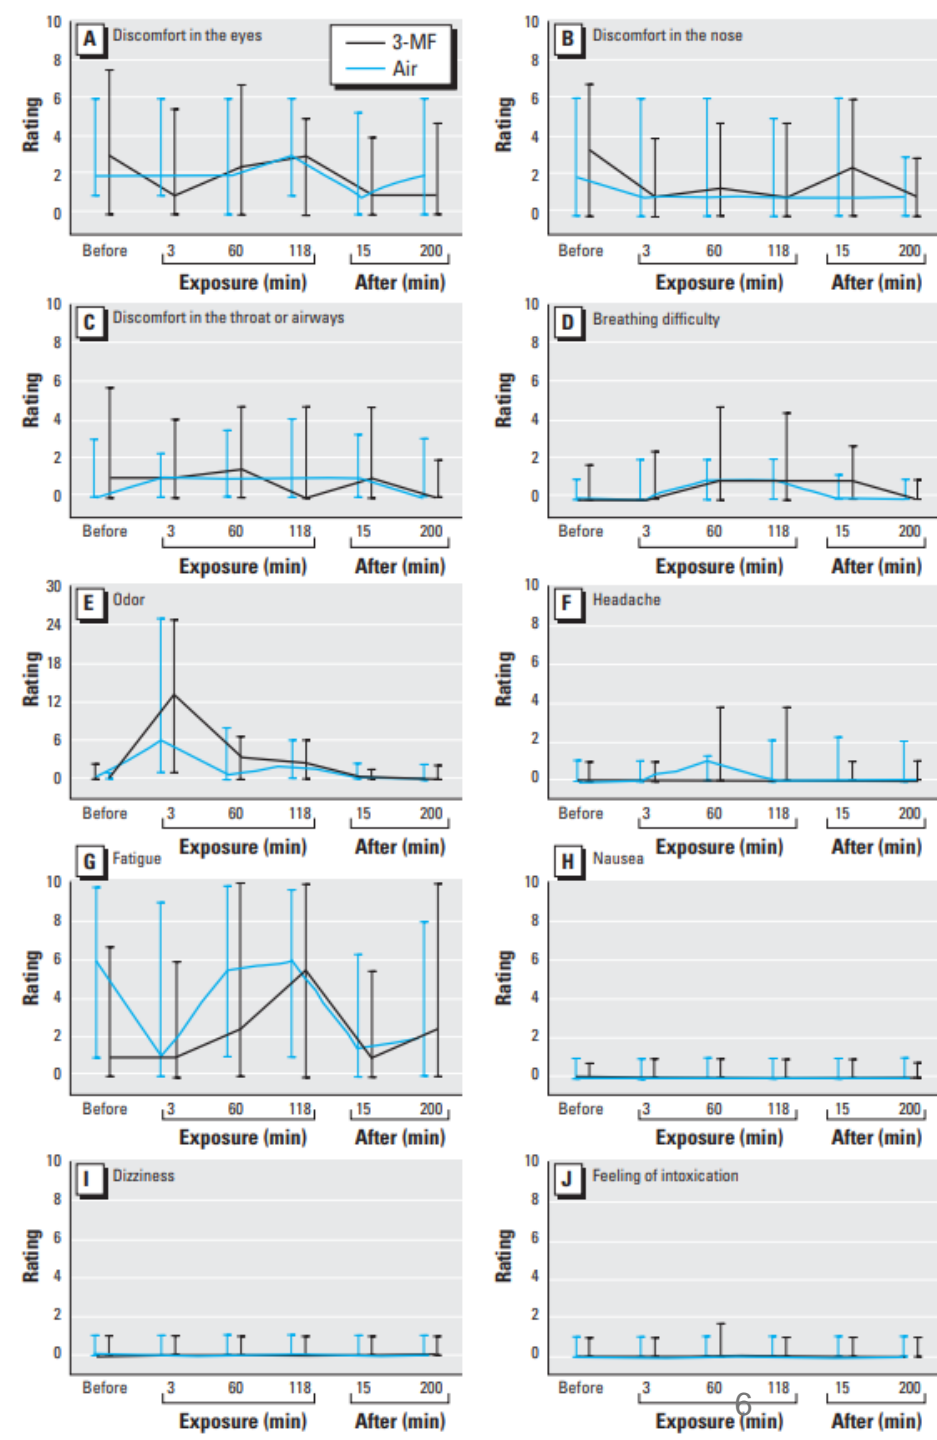 A Discomfort in the eyes
3-MF
Air
10
8
6
4
2
0
Rating
Before 3 60 118 15 200
Exposure (min) After (min)
B Discomfort in the nose
10
8
6
4
2
0
Rating
Before 3 60 118 15 200
Exposure (min) After (min)
C Discomfort in the throat or airways
10
8
6
4
2
0
Rating
Before 3 60 118 15 200
Exposure (min) After (min)
D Breathing difficulty
10
8
6
4
2
0
Rating
Before 3 60 118 15 200
Exposure (min) After (min)
E Odor
30
24
18
12
6
0
Rating
Before 3 60 118 15 200
Exposure (min) After (min)
F Headache
10
8
6
4
2
0
Rating
Before 3 60 118 15 200
Exposure (min) After (min)
G Fatigue
10
8
6
4
2
0
Rating
Before 3 60 118 15 200
Exposure (min) After (min)
H Nausea
10
8
6
4
2
0
Rating
Before 3 60 118 15 200
Exposure (min) After (min)
I Dizziness
10
8
6
4
2
0
Rating
Before 3 60 118 15 200
Exposure (min) After (min)
J Feeling of intoxication
10
8
6
4
2
0
Rating
Before 3 60 118 15 200
Exposure (min) After (min)
6